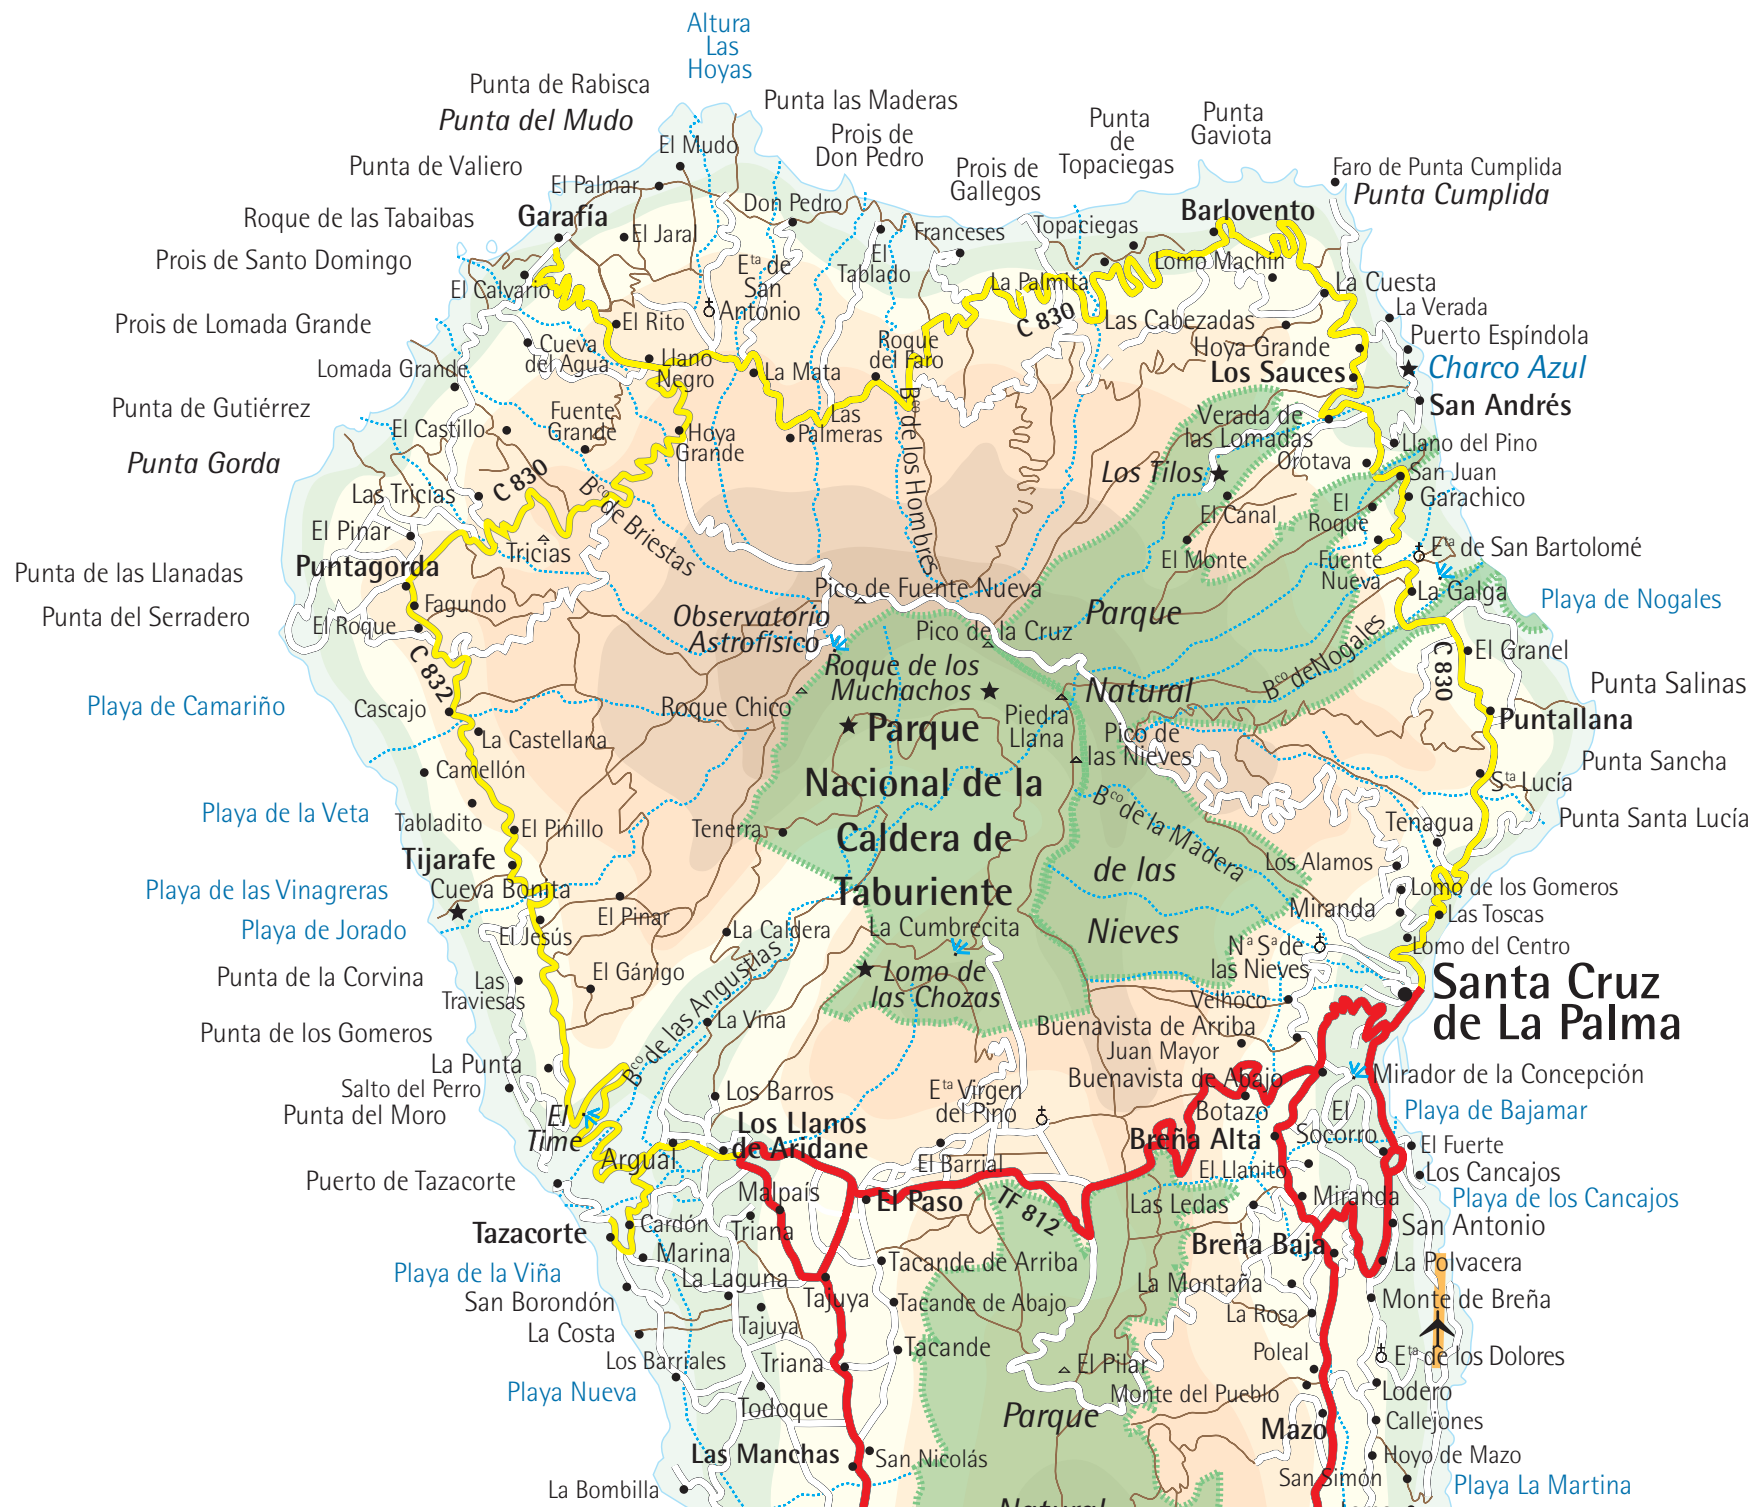 Altura
Las
Hoyas
Punta de Rabisca
Punta del Mudo
Punta las Maderas
Prois de
Don Pedro
Punta
de
Topaciegas
Punta
Gaviota
Prois de
Gallegos
Faro de Punta Cumplida
Punta Cumplida
El Mudo
Punta de Valiero
El Palmar
Roque de las Tabaibas
Garafía
El Jaral
Don Pedro
El
Tablado
Franceses
Topaciegas
Barlovento
Prois de Santo Domingo
El Calvario
Eta de
San
Antonio
La Palmita
Lomo Machín
La Cuesta
La Verada
Prois de Lomada Grande
El Rito
C 830
Las Cabezadas
Puerto Espíndola
Cueva
del Agua
Llano
Negro
La Mata
Roque
del Faro
Hoya Grande
Charco Azul
Lomada Grande
Los Sauces
San Andrés
Punta de Gutiérrez
El Castillo
Fuente
Grande
Hoya
Grande
Las
Palmeras
Bco de los Hombres
Verada de
las Lomadas
Llano del Pino
Punta Gorda
C 830
Las Tricias
Bco de Briestas
Los Tilos
Orotava
San Juan
Garachico
El Pinar
Tricias
El Canal
El
Roque
Puntagorda
El Monte
Fuente
Nueva
Eta de San Bartolomé
Punta de las Llanadas
Fagundo
Pico de Fuente Nueva
La Galga
Playa de Nogales
Punta del Serradero
El Roque
Observatorio
Astrofísico
Pico de la Cruz
Parque
C 832
Roque de los
Muchachos
Bco de Nogales
C 830
El Granel
Playa de Camariño
Cascajo
Roque Chico
Natural
Punta Salinas
La Castellana
Parque
Piedra
Llana
Pico de
las Nieves
Puntallana
Camellón
Nacional de la
Sta Lucía
Punta Sancha
Playa de la Veta
Tabladito
El Pinillo
Tenerra
Caldera de
Bco de la Madera
Tenagua
Punta Santa Lucía
Tijarafe
de las
Los Alamos
Playa de las Vinagreras
Cueva Bonita
Taburiente
Lomo de los Gomeros
El Pinar
La Cumbrecita
Miranda
Las Toscas
Playa de Jorado
El Jesús
La Caldera
Nieves
Na Sa de
las Nieves
Lomo del Centro
Punta de la Corvina
Las
Traviesas
El Gánigo
Lomo de
las Chozas
Velhoco
Santa Cruz
de La Palma
Punta de los Gomeros
Bco de las Angustias
La Vina
Buenavista de Arriba
Juan Mayor
La Punta
Salto del Perro
Buenavista de Abajo
Mirador de la Concepción
Punta del Moro
El
Time
Los Barros
Eta Virgen
del Pino
Botazo
El
Socorro
Playa de Bajamar
Los Llanos
de Aridane
Breña Alta
El Fuerte
Argual
El Barrial
El Llanito
Los Cancajos
Puerto de Tazacorte
Malpaís
El Paso
TF 812
Las Ledas
Miranda
Playa de los Cancajos
Tazacorte
Cardón
Triana
San Antonio
Marina
Breña Baja
Playa de la Viña
La Laguna
Tacande de Arriba
La Polvacera
San Borondón
Tajuya
Tacande de Abajo
La Montaña
Monte de Breña
La Costa
Tajuya
La Rosa
Los Barriales
Triana
Tacande
El Pilar
Poleal
Eta de los Dolores
Playa Nueva
Todoque
Monte del Pueblo
Lodero
Parque
Mazo
Callejones
Las Manchas
San Nicolás
Hoyo de Mazo
San Simón
La Bombilla
Playa La Martina
Natural